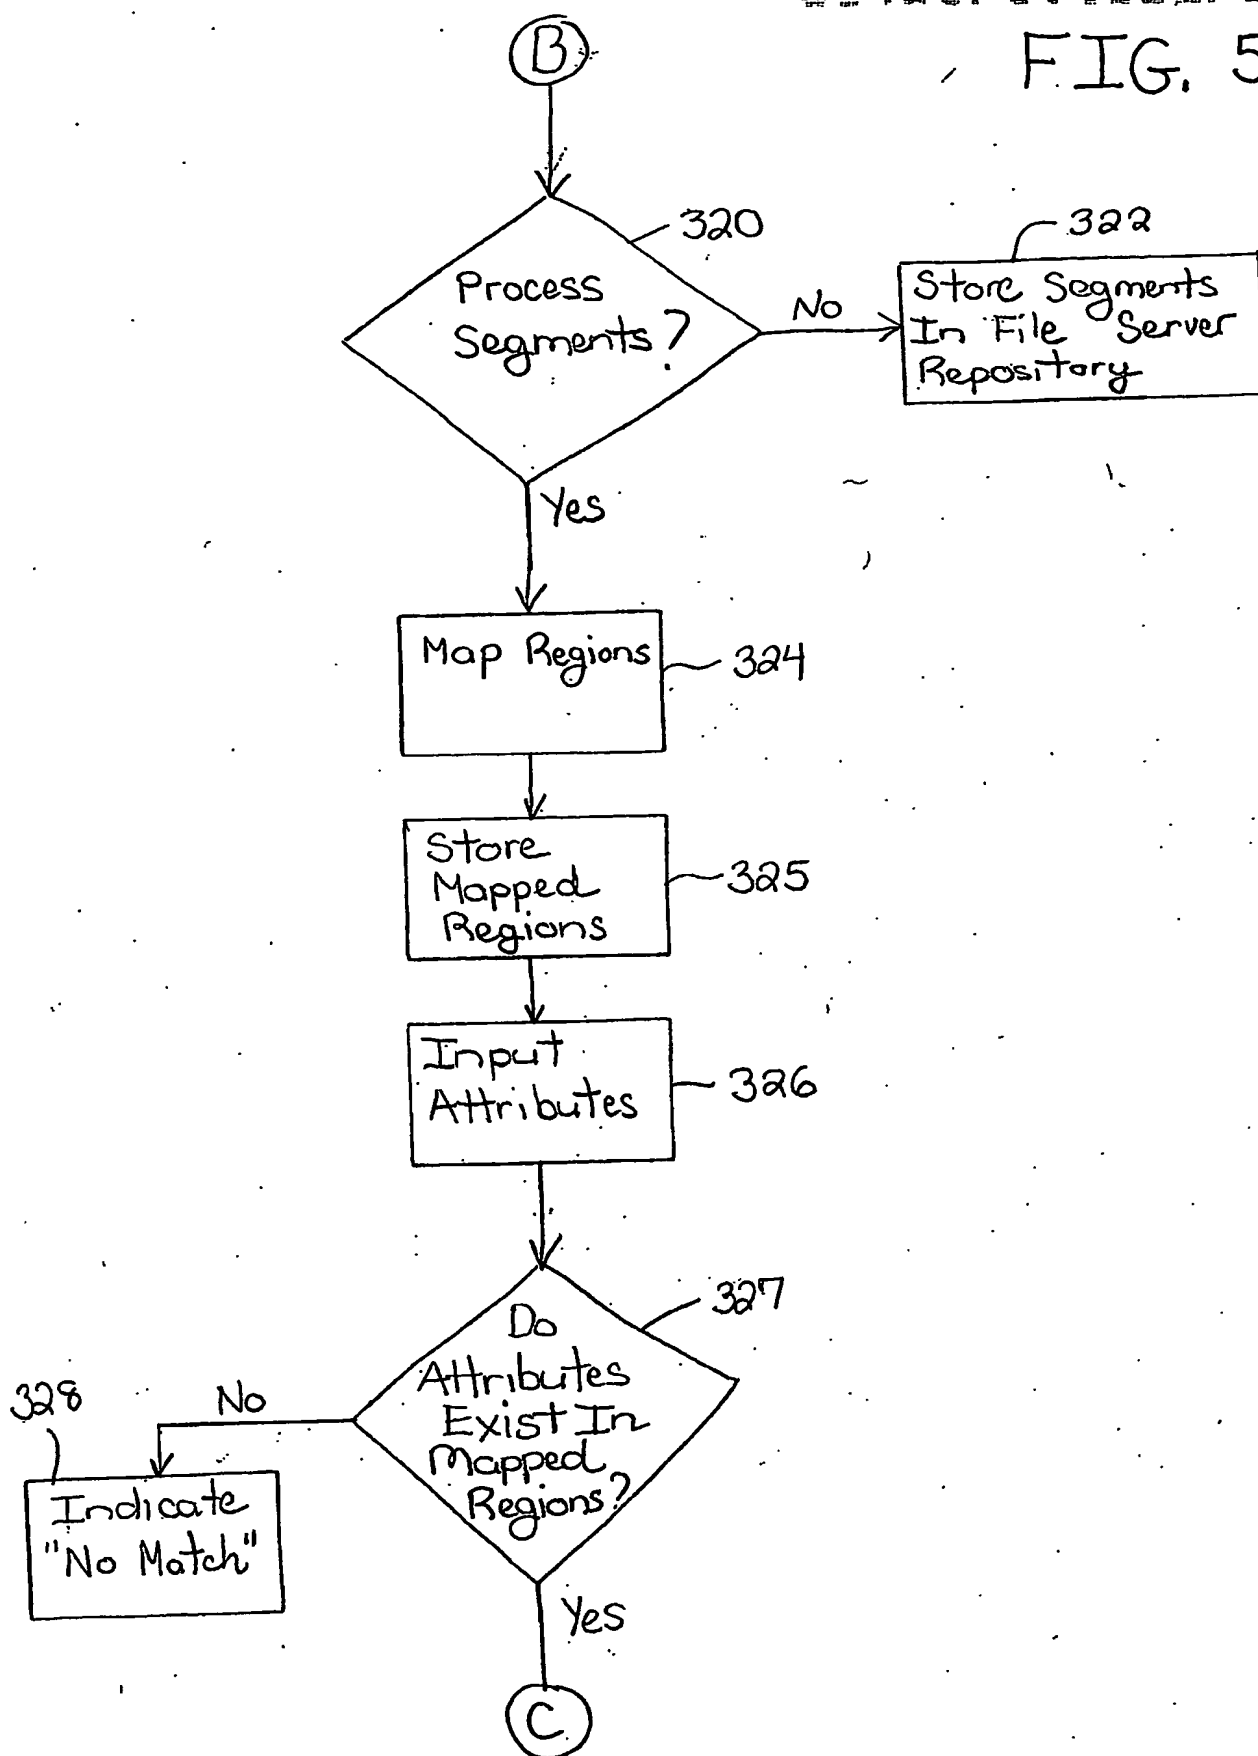 B
FIG. 5
320
Process
Segments?
No
322
Store Segments
In File Server
Repository
Yes
Map Regions
324
Store
Mapped
Regions
325
Input
Attributes
326
Do
Attributes
Exist In
Mapped
Regions?
327
No
328
Indicate
"No Match"
Yes
C